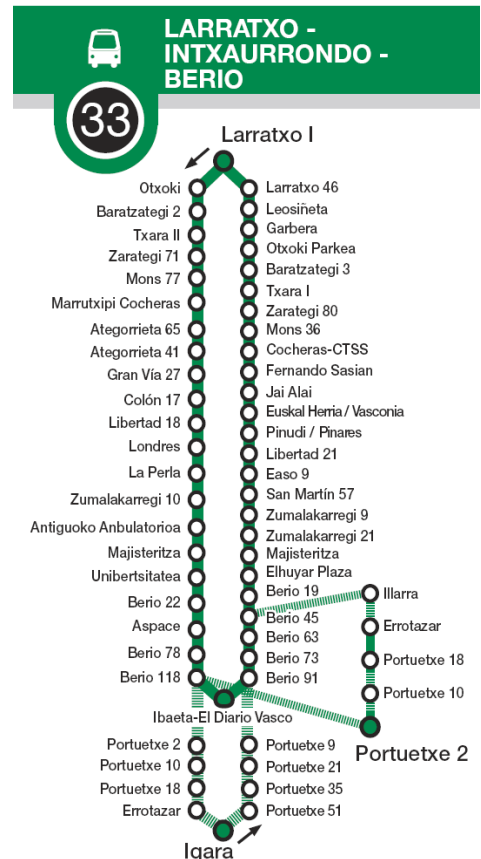 LARRATXO -
INTXAURRONDO -
BERIO
33
Larratxo I
Otxoki
Baratzategi 2
Txara II
Zarategi 71
Mons 77
Marrutxipi Cocheras
Ategorrieta 65
Ategorrieta 41
Gran Vía 27
Colón 17
Libertad 18
Londres
La Perla
Zumalakarregi 10
Antiguoko Anbulatorioa
Majisteritza
Unibertsitatea
Berio 22
Aspace
Berio 78
Berio 118
Larratxo 46
Leosiñeta
Garbera
Otxoki Parkea
Baratzategi 3
Txara I
Zarategi 80
Mons 36
Cocheras-CTSS
Fernando Sasian
Jai Alai
Euskal Herria / Vasconia
Pinudi / Pinares
Libertad 21
Easo 9
San Martín 57
Zumalakarregi 9
Zumalakarregi 21
Majisteritza
Elhuyar Plaza
Berio 19
Berio 45
Berio 63
Berio 73
Berio 91
Illarra
Errotazar
Portuetxe 18
Portuetxe 10
Portuetxe 2
Ibaeta-El Diario Vasco
Portuetxe 2
Portuetxe 10
Portuetxe 18
Errotazar
Portuetxe 9
Portuetxe 21
Portuetxe 35
Portuetxe 51
Igara